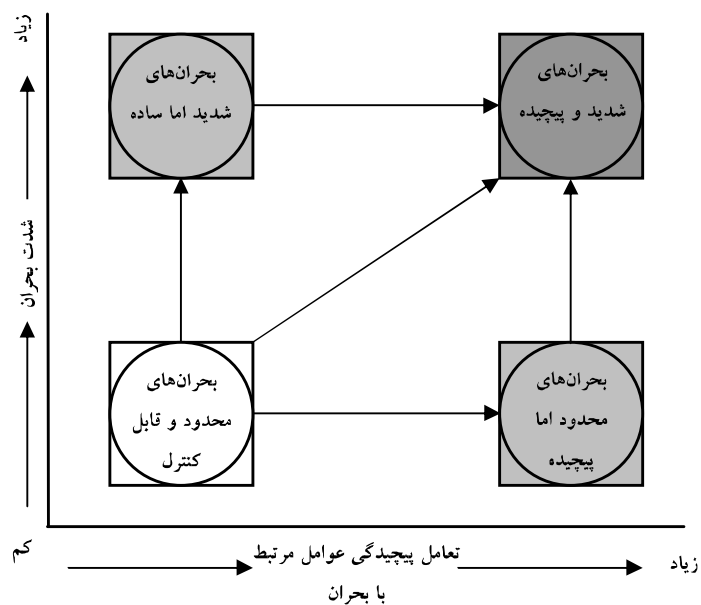 زیاد
بحران‌های
شدید اما ساده
بحران‌های
شدید و پیچیده
شدت بحران
بحران‌های
محدود و قابل
کنترل
بحران‌های
محدود اما
پیچیده
کم
تعامل پیچیدگی عوامل مرتبط
با بحران
زیاد